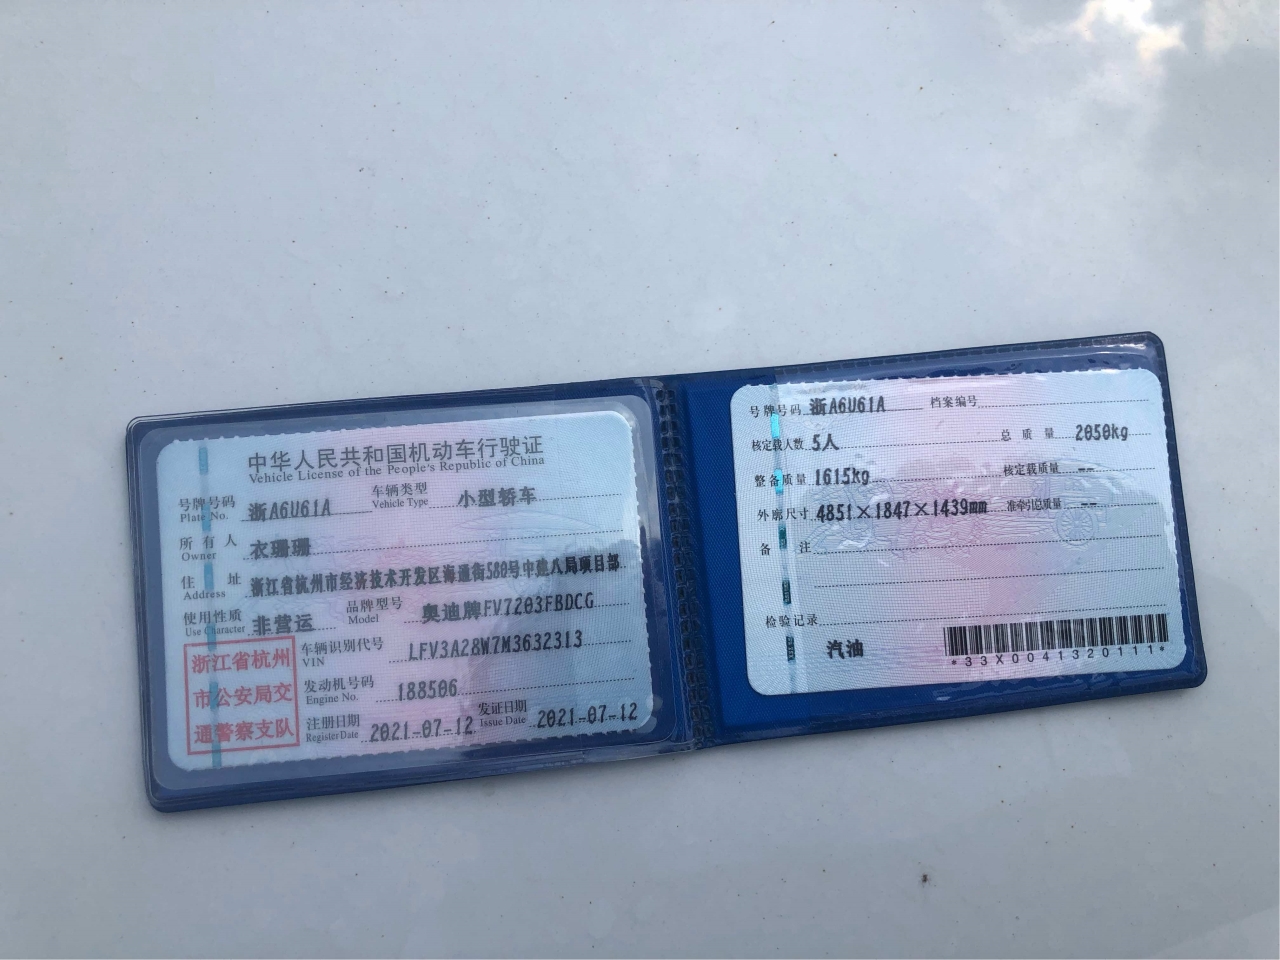 中华人民共和国机动车行驶证
Vehicle License of the People's Republic of China
号牌号码 浙A6U61A 车辆类型 小型轿车
Plate No. Vehicle Type
所有人 衣珊珊
Owner
住址 浙江省杭州市经济技术开发区海通街580号中建八局项目部
Address
使用性质 非营运 品牌型号 奥迪牌FV7203FBDCG
Use Character Model
浙江省杭州
市公安局交
通警察支队
车辆识别代号 LFV3A28W7M3632313
VIN
发动机号码 188506
Engine No.
注册日期 2021-07-12 发证日期 2021-07-12
Register Date Issue Date
号牌号码 浙A6U61A 档案编号
核定载人数 5人 总质量 2050kg
整备质量 1615kg 核定载质量 --
外廓尺寸 4851×1847×1439mm 准牵引总质量 --
备注
检验记录
汽油
*33X0041320111*